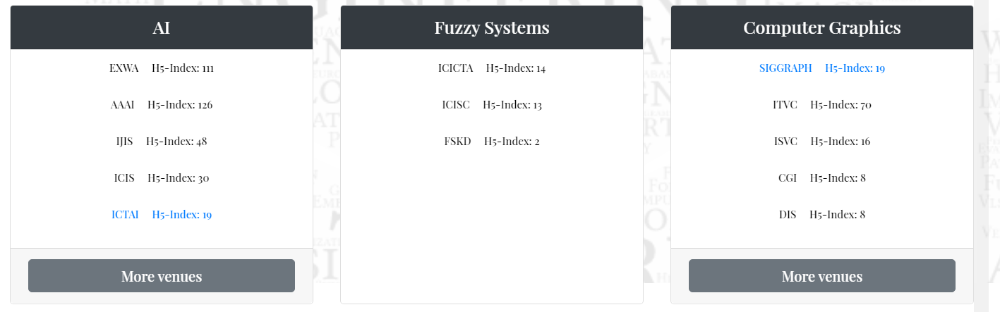 AI
EXWA H5-Index: 111
AAAI H5-Index: 126
IJIS H5-Index: 48
ICIS H5-Index: 30
ICTAI H5-Index: 19
More venues
Fuzzy Systems
ICICTA H5-Index: 14
ICISC H5-Index: 13
FSKD H5-Index: 2
Computer Graphics
SIGGRAPH H5-Index: 19
ITVC H5-Index: 70
ISVC H5-Index: 16
CGI H5-Index: 8
DIS H5-Index: 8
More venues